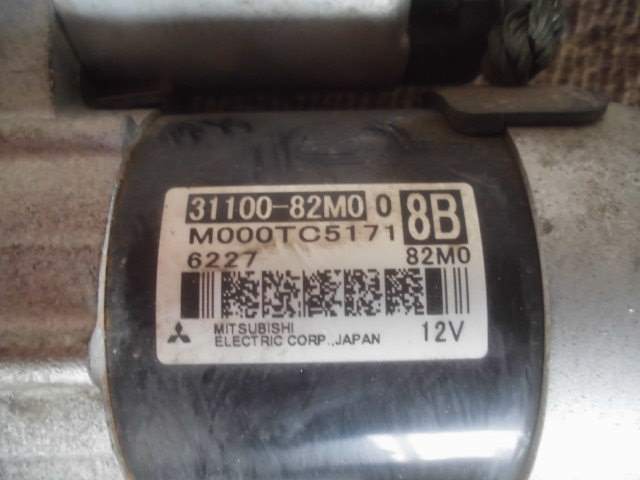 31100-82M0 0 8B
M000TC5171
6227 82M0
MITSUBISHI
ELECTRIC CORP.,JAPAN 12V